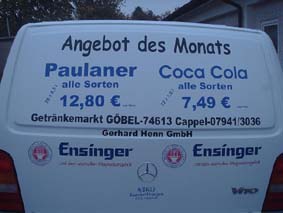 Angebot des Monats
Paulaner Coca Cola
alle Sorten alle Sorten
12,80 € 7,49 €
Getränkemarkt GÖBEL-74613 Cappel-07941/3036
Gerhard Henn GmbH
Ensinger Ensinger
Vito